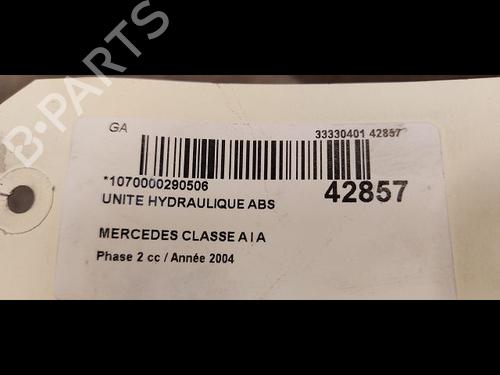 B-PARTS
GA
33330401 42857
*1070000290506
42857
UNITE HYDRAULIQUE ABS
MERCEDES CLASSE A I A
Phase 2 cc / Année 2004